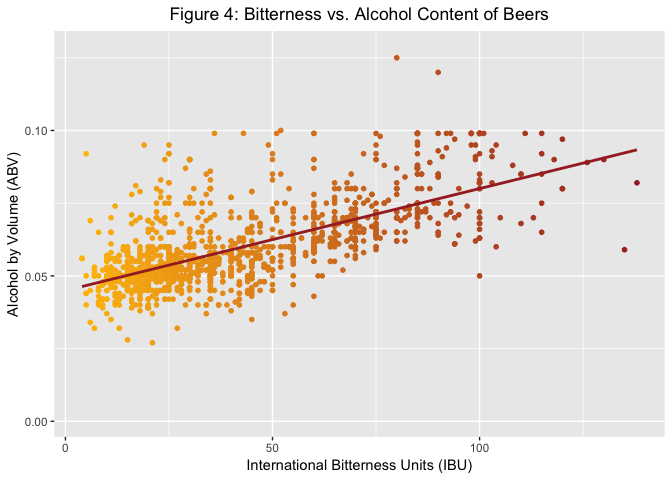 Figure 4: Bitterness vs. Alcohol Content of Beers
Alcohol by Volume (ABV)
0.10
0.05
0.00
0
50
100
International Bitterness Units (IBU)